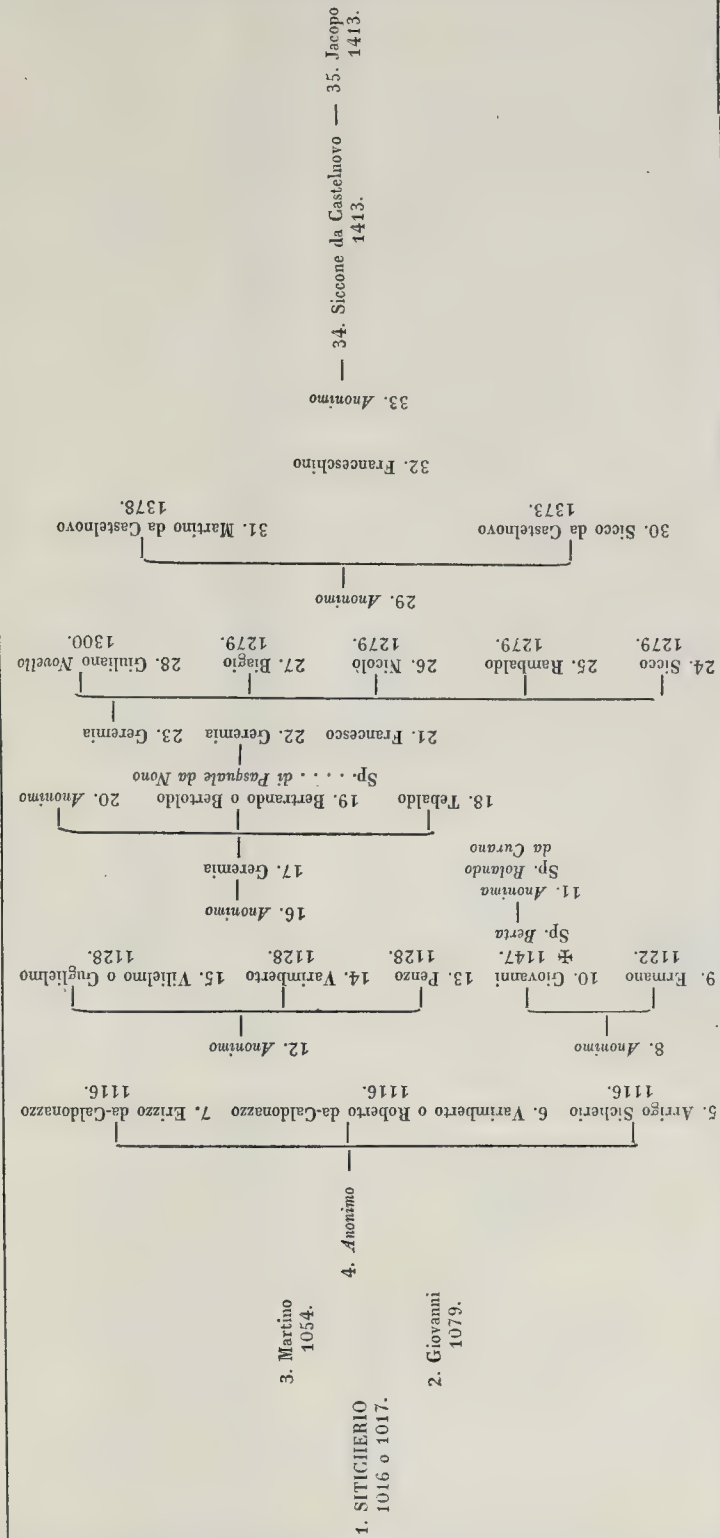 1. SITICHERIO
1016 o 1017.
2. Giovanni
1079.
3. Martino
1054.
4. Anonimo
5. Arrigo Sicherio
1116.
6. Varimberto o Roberto da-Caldonazzo
1116.
7. Erizzo da-Caldonazzo
1116.
8. Anonimo
12. Anonimo
9. Ermano
1122.
10. Giovanni
✠ 1147.
Sp. Berta
13. Penzo
1128.
14. Varimberto
1128.
15. Vilielmo o Guglielmo
1128.
11. Anonima
Sp. Rolando
da Curano
16. Anonimo
17. Geremia
18. Tebaldo
19. Bertrando o Bertoldo
Sp. . . . . . di Pasquale da Nono
20. Anonimo
21. Francesco
22. Geremia
23. Geremia
24. Sicco
1279.
25. Rambaldo
1279.
26. Nicolò
1279.
27. Biagio
1279.
28. Giuliano Novello
1300.
29. Anonimo
30. Sicco da Castelnovo
1373.
31. Martino da Castelnovo
1378.
32. Franceschino
33. Anonimo
34. Siccone da Castelnovo — 35. Jacopo
1413.
1413.